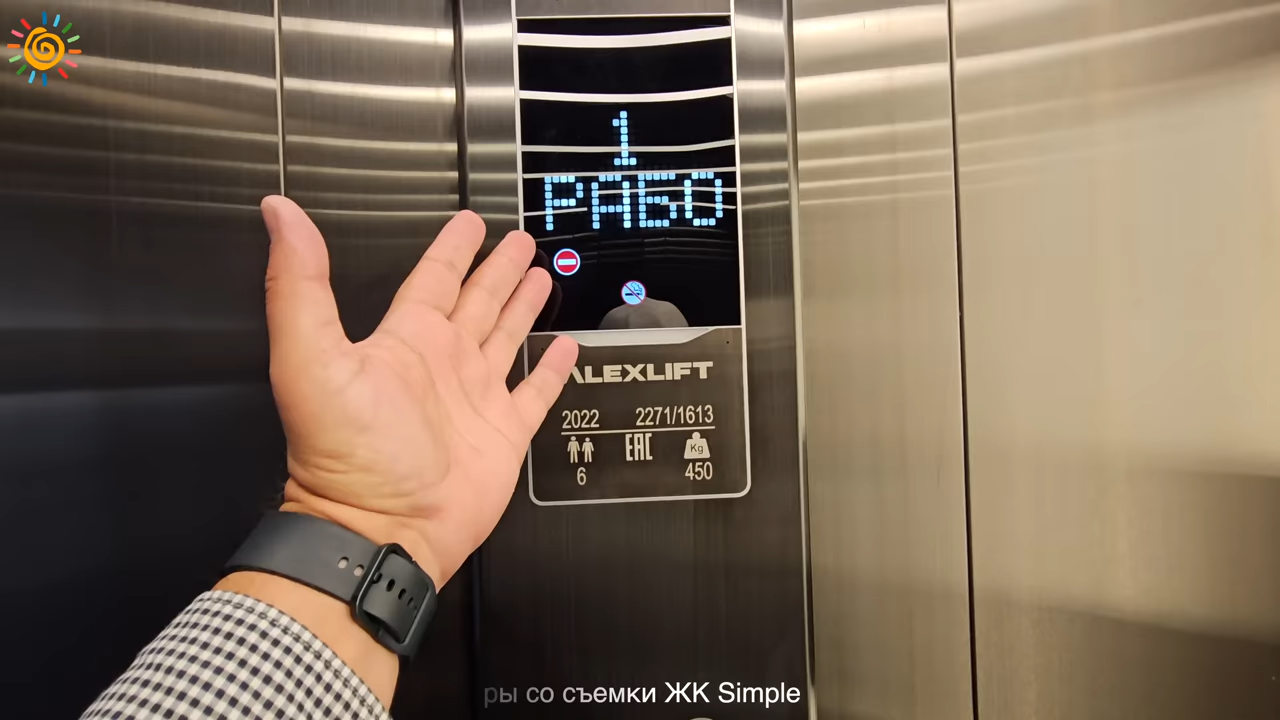 1
РАБО
ALEXLIFT
2022 2271/1613
EAC
Kg
6 450
ры со съемки ЖК Simple